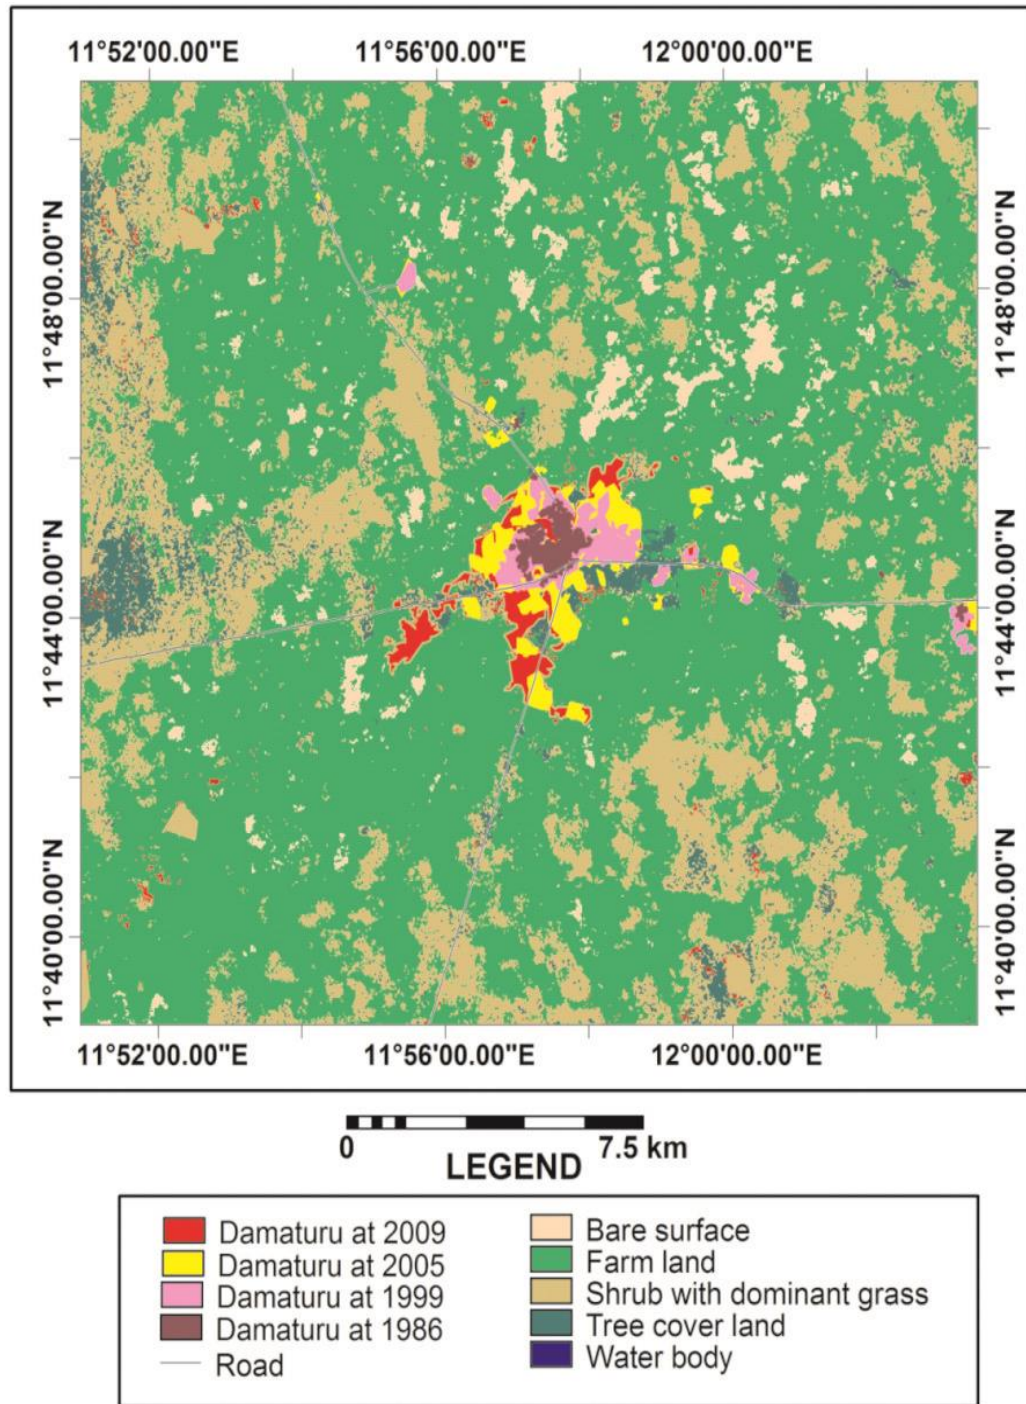 11°52'00.00"E 11°56'00.00"E 12°00'00.00"E
11°48'00.00"N
11°44'00.00"N
11°40'00.00"N
11°48'00.00"N
11°44'00.00"N
11°40'00.00"N
11°52'00.00"E 11°56'00.00"E 12°00'00.00"E
0 7.5 km
LEGEND
Damaturu at 2009
Damaturu at 2005
Damaturu at 1999
Damaturu at 1986
Road
Bare surface
Farm land
Shrub with dominant grass
Tree cover land
Water body